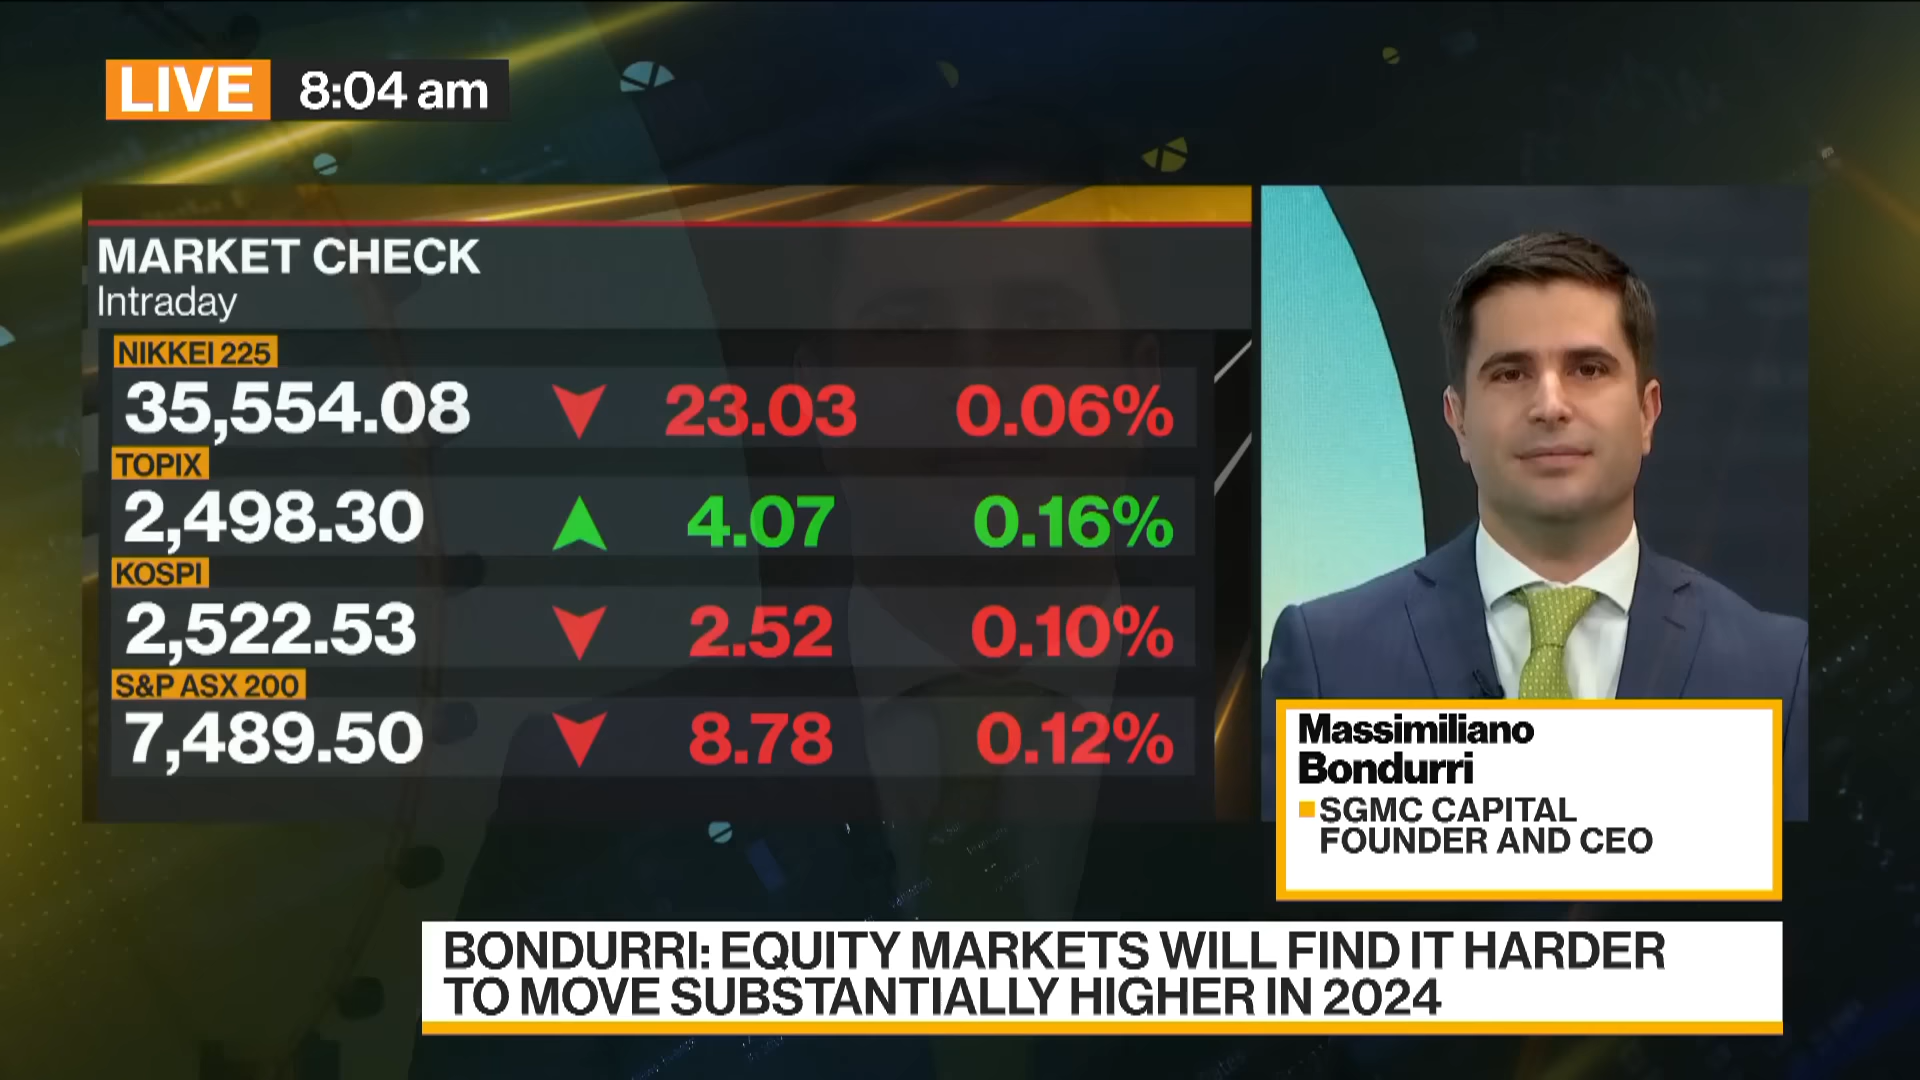 LIVE 8:04 am
MARKET CHECK
Intraday
NIKKEI 225
35,554.08 ▼ 23.03 0.06%
TOPIX
2,498.30 ▲ 4.07 0.16%
KOSPI
2,522.53 ▼ 2.52 0.10%
S&P ASX 200
7,489.50 ▼ 8.78 0.12%
Massimiliano
Bondurri
SGMC CAPITAL
FOUNDER AND CEO
BONDURRI: EQUITY MARKETS WILL FIND IT HARDER
TO MOVE SUBSTANTIALLY HIGHER IN 2024